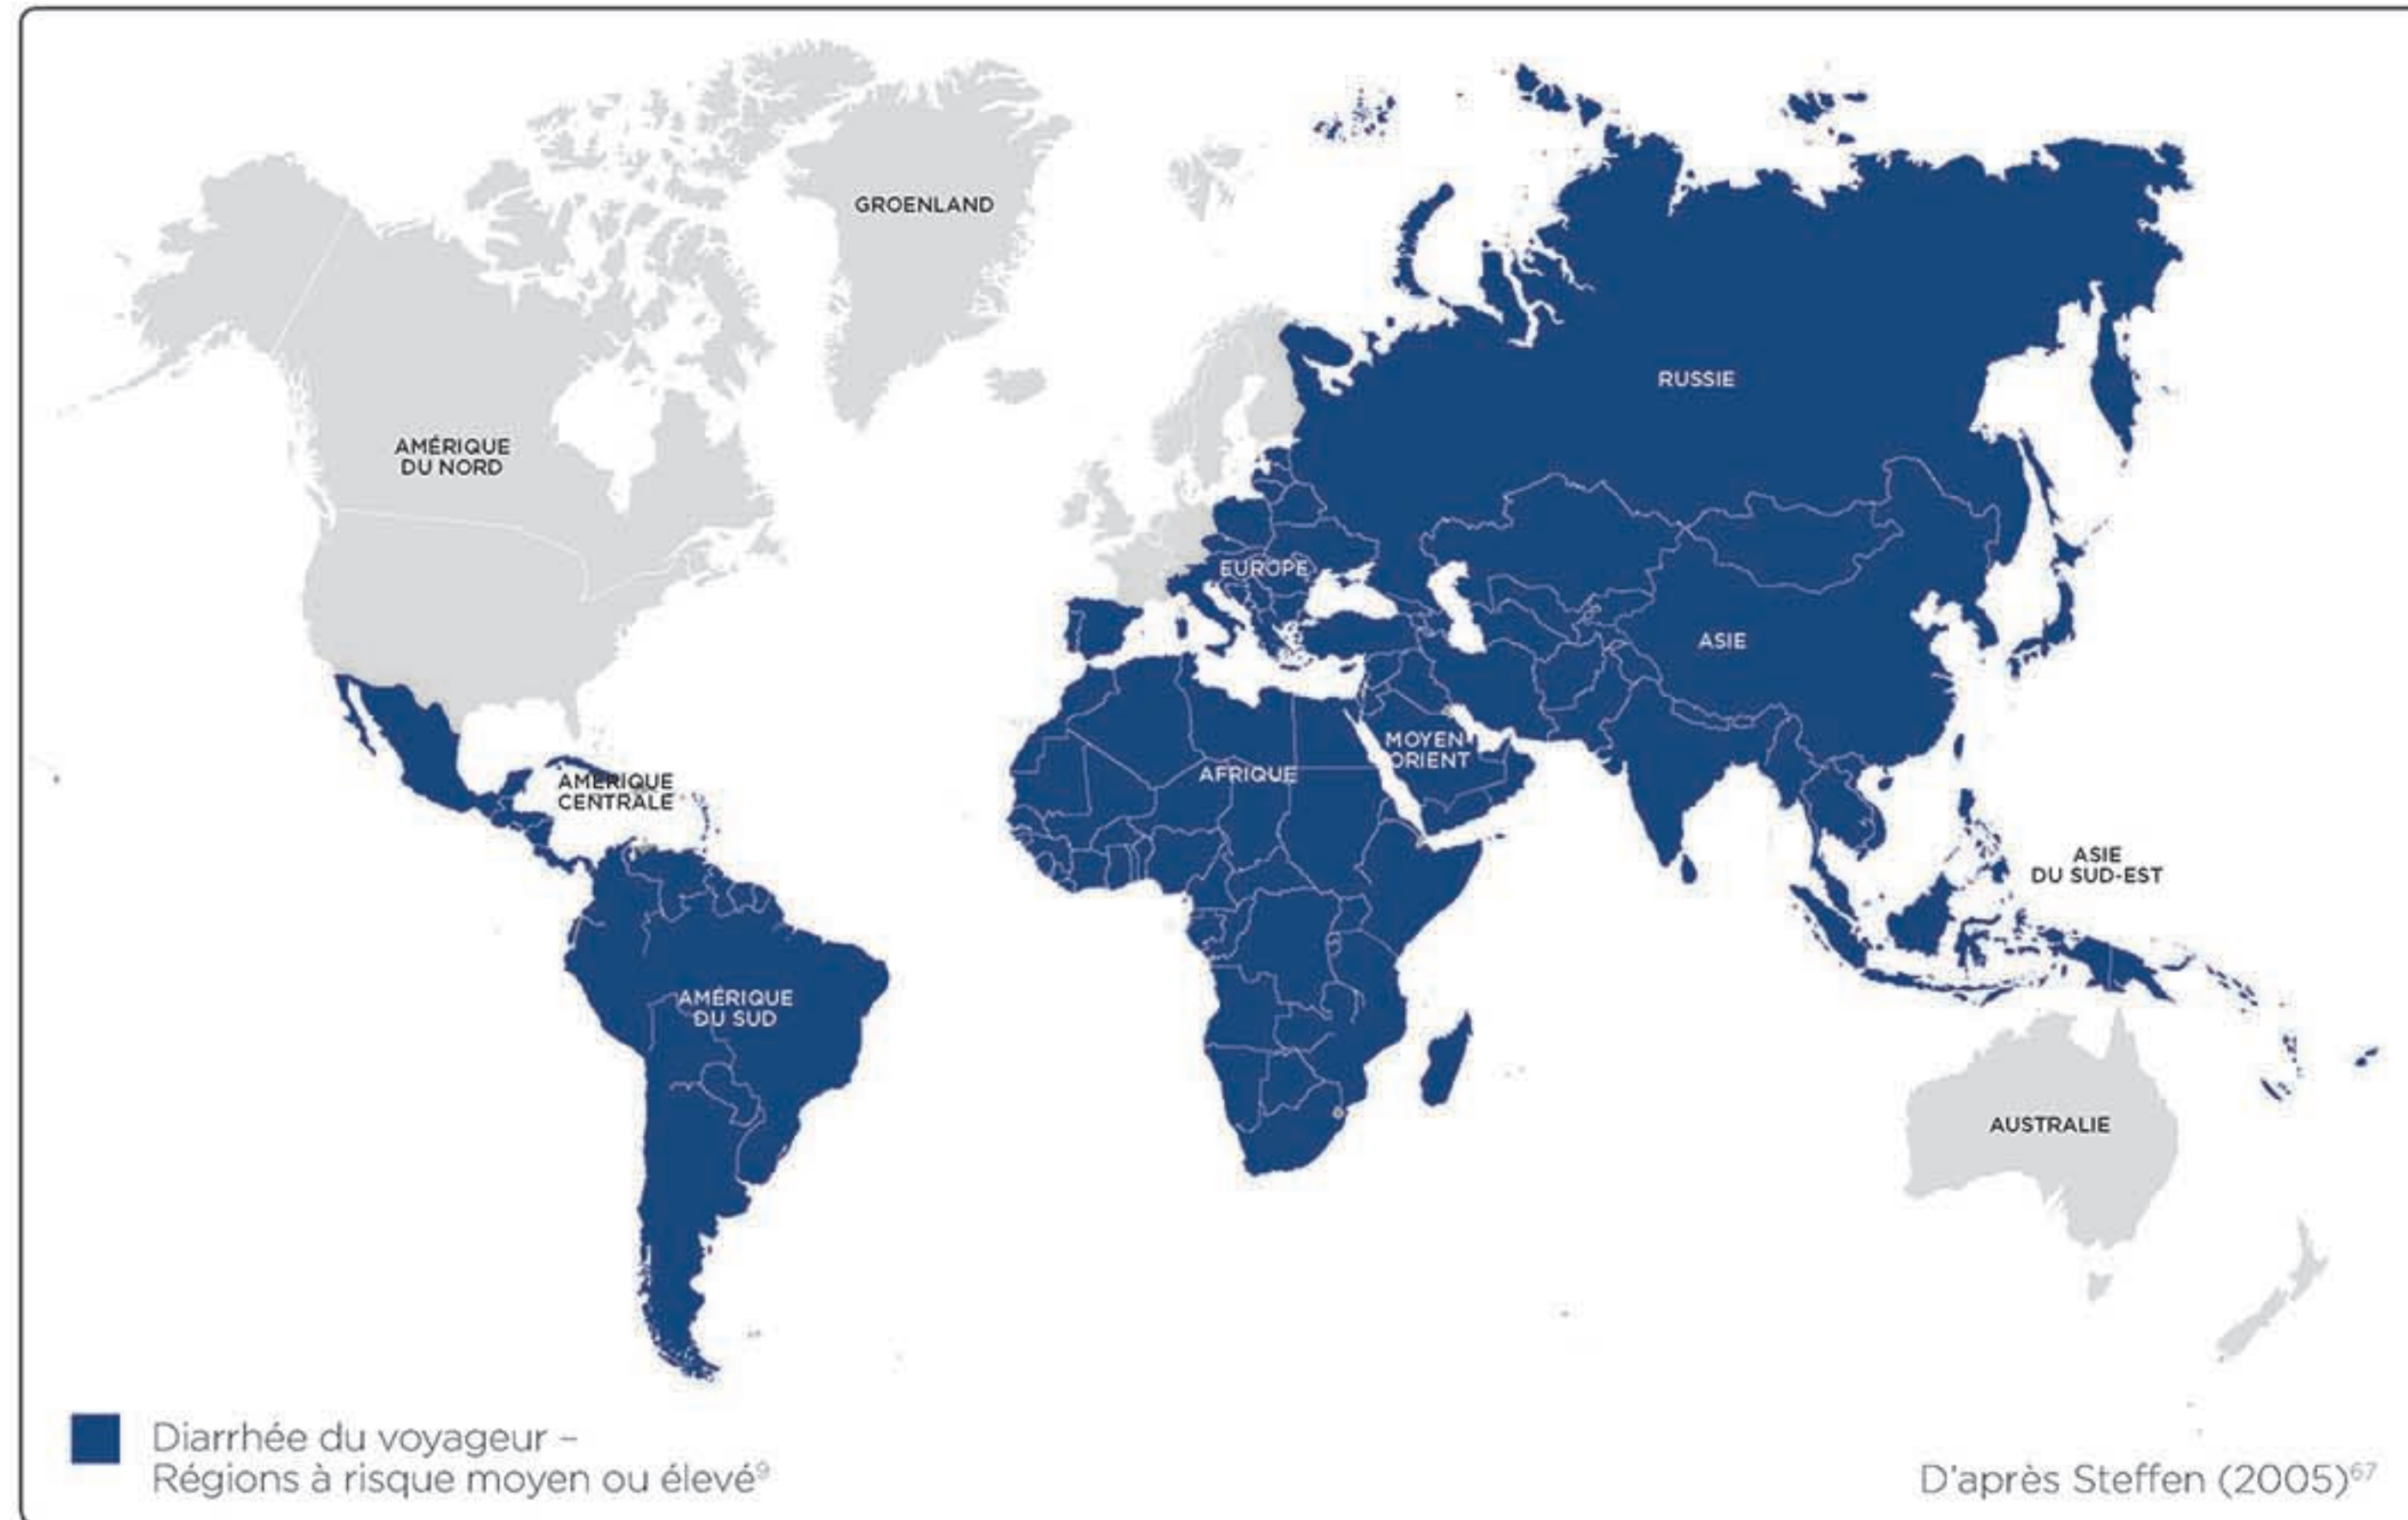 GROENLAND
RUSSIE
AMÉRIQUE
DU NORD
EUROPE
ASIE
MOYEN-
ORIENT
AFRIQUE
AMÉRIQUE
CENTRALE
ASIE
DU SUD-EST
AMÉRIQUE
DU SUD
AUSTRALIE
Diarrhée du voyageur –
Régions à risque moyen ou élevé⁹
D'après Steffen (2005)⁶⁷